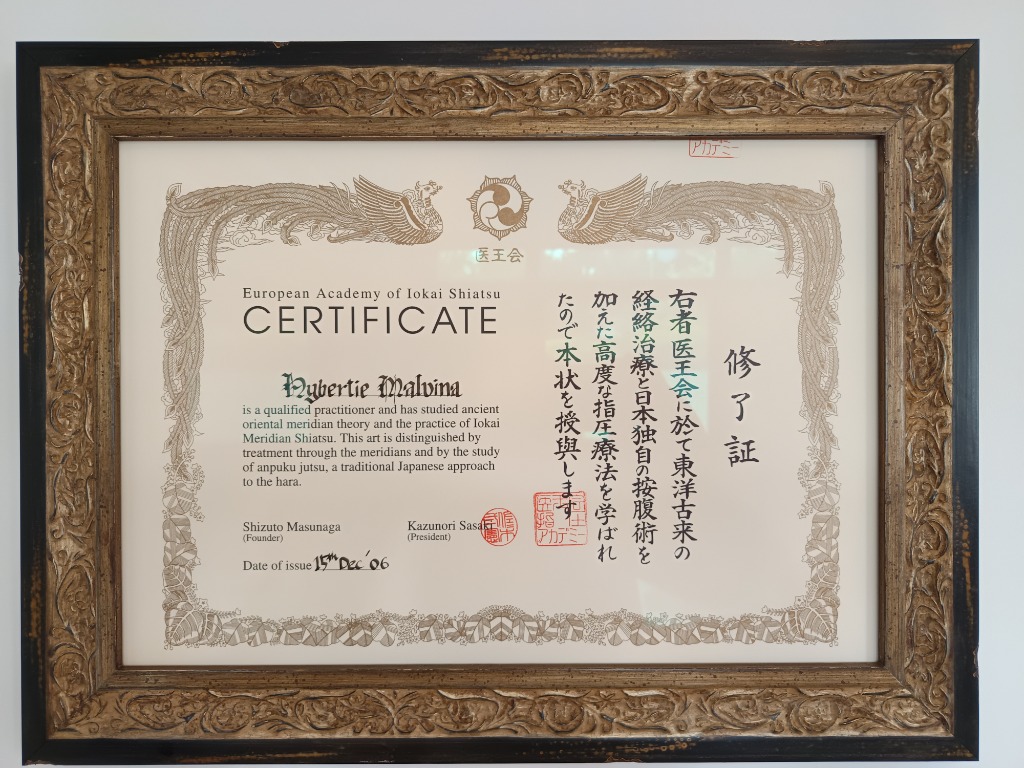 アカデミー
医王会
European Academy of Iokai Shiatsu
CERTIFICATE
Hybertie Malvina
is a qualified practitioner and has studied ancient
oriental meridian theory and the practice of Iokai
Meridian Shiatsu. This art is distinguished by
treatment through the meridians and by the study
of anpuku jutsu, a traditional Japanese approach
to the hara.
Shizuto Masunaga
(Founder)
Kazunori Sasaki
(President)
Date of issue 15th Dec '06
修了証
右者医王会に於て東洋古来の
経絡治療と日本独自の按腹術を
加えた高度な指圧療法を学ばれ
たので本状を授與します
アカデミー